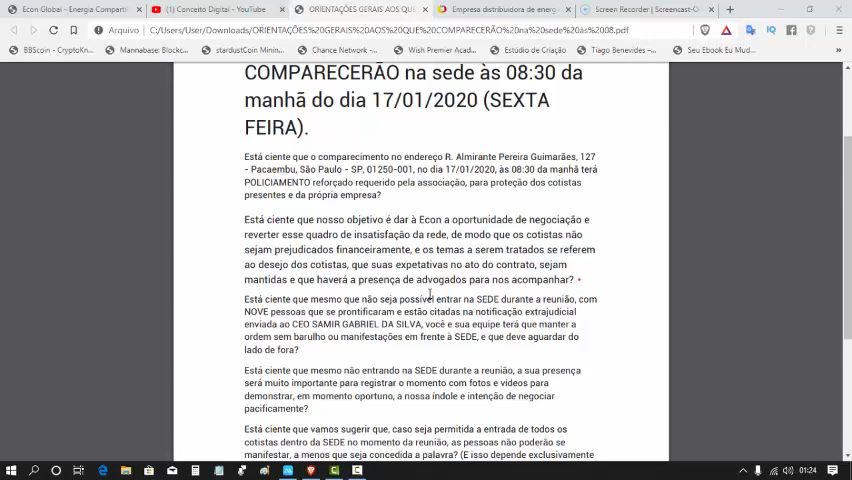 Econ Global - Energia Comparti
(1) Conceito Digital - YouTube
ORIENTAÇÕES GERAIS AOS QUE
Empresa distribuidora de energ
Screen Recorder | Screencast-O
Arquivo C:/Users/User/Downloads/ORIENTAÇÕES%20GERAIS%20AOS%20QUE%20COMPARECERÃO%20na%20sede%20às%2008.pdf
BBScoin - CryptoKn... Mannabase: Blockc... stardustCoin Minin... Chance Network -... Wish Premier Acad... Estúdio de Criação Tiago Benevides –... Seu Ebook Eu Mud...
COMPARECERÃO na sede às 08:30 da
manhã do dia 17/01/2020 (SEXTA
FEIRA).
Está ciente que o comparecimento no endereço R. Almirante Pereira Guimarães, 127
- Pacaembu, São Paulo - SP, 01250-001, no dia 17/01/2020, às 08:30 da manhã terá
POLICIAMENTO reforçado requerido pela associação, para proteção dos cotistas
presentes e da própria empresa?
Está ciente que nosso objetivo é dar à Econ a oportunidade de negociação e
reverter esse quadro de insatisfação da rede, de modo que os cotistas não
sejam prejudicados financeiramente, e os temas a serem tratados se referem
ao desejo dos cotistas, que suas expetativas no ato do contrato, sejam
mantidas e que haverá a presença de advogados para nos acompanhar? *
Está ciente que mesmo que não seja possível entrar na SEDE durante a reunião, com
NOVE pessoas que se prontificaram e estão citadas na notificação extrajudicial
enviada ao CEO SAMIR GABRIEL DA SILVA, você e sua equipe terá que manter a
ordem sem barulho ou manifestações em frente à SEDE, e que deve aguardar do
lado de fora?
Está ciente que mesmo não entrando na SEDE durante a reunião, a sua presença
será muito importante para registrar o momento com fotos e vídeos para
demonstrar, em momento oportuno, a nossa índole e intenção de negociar
pacificamente?
Está ciente que vamos sugerir que, caso seja permitida a entrada de todos os
cotistas dentro da SEDE no momento da reunião, as pessoas não poderão se
manifestar, a menos que seja concedida a palavra? (E isso depende exclusivamente
01:24